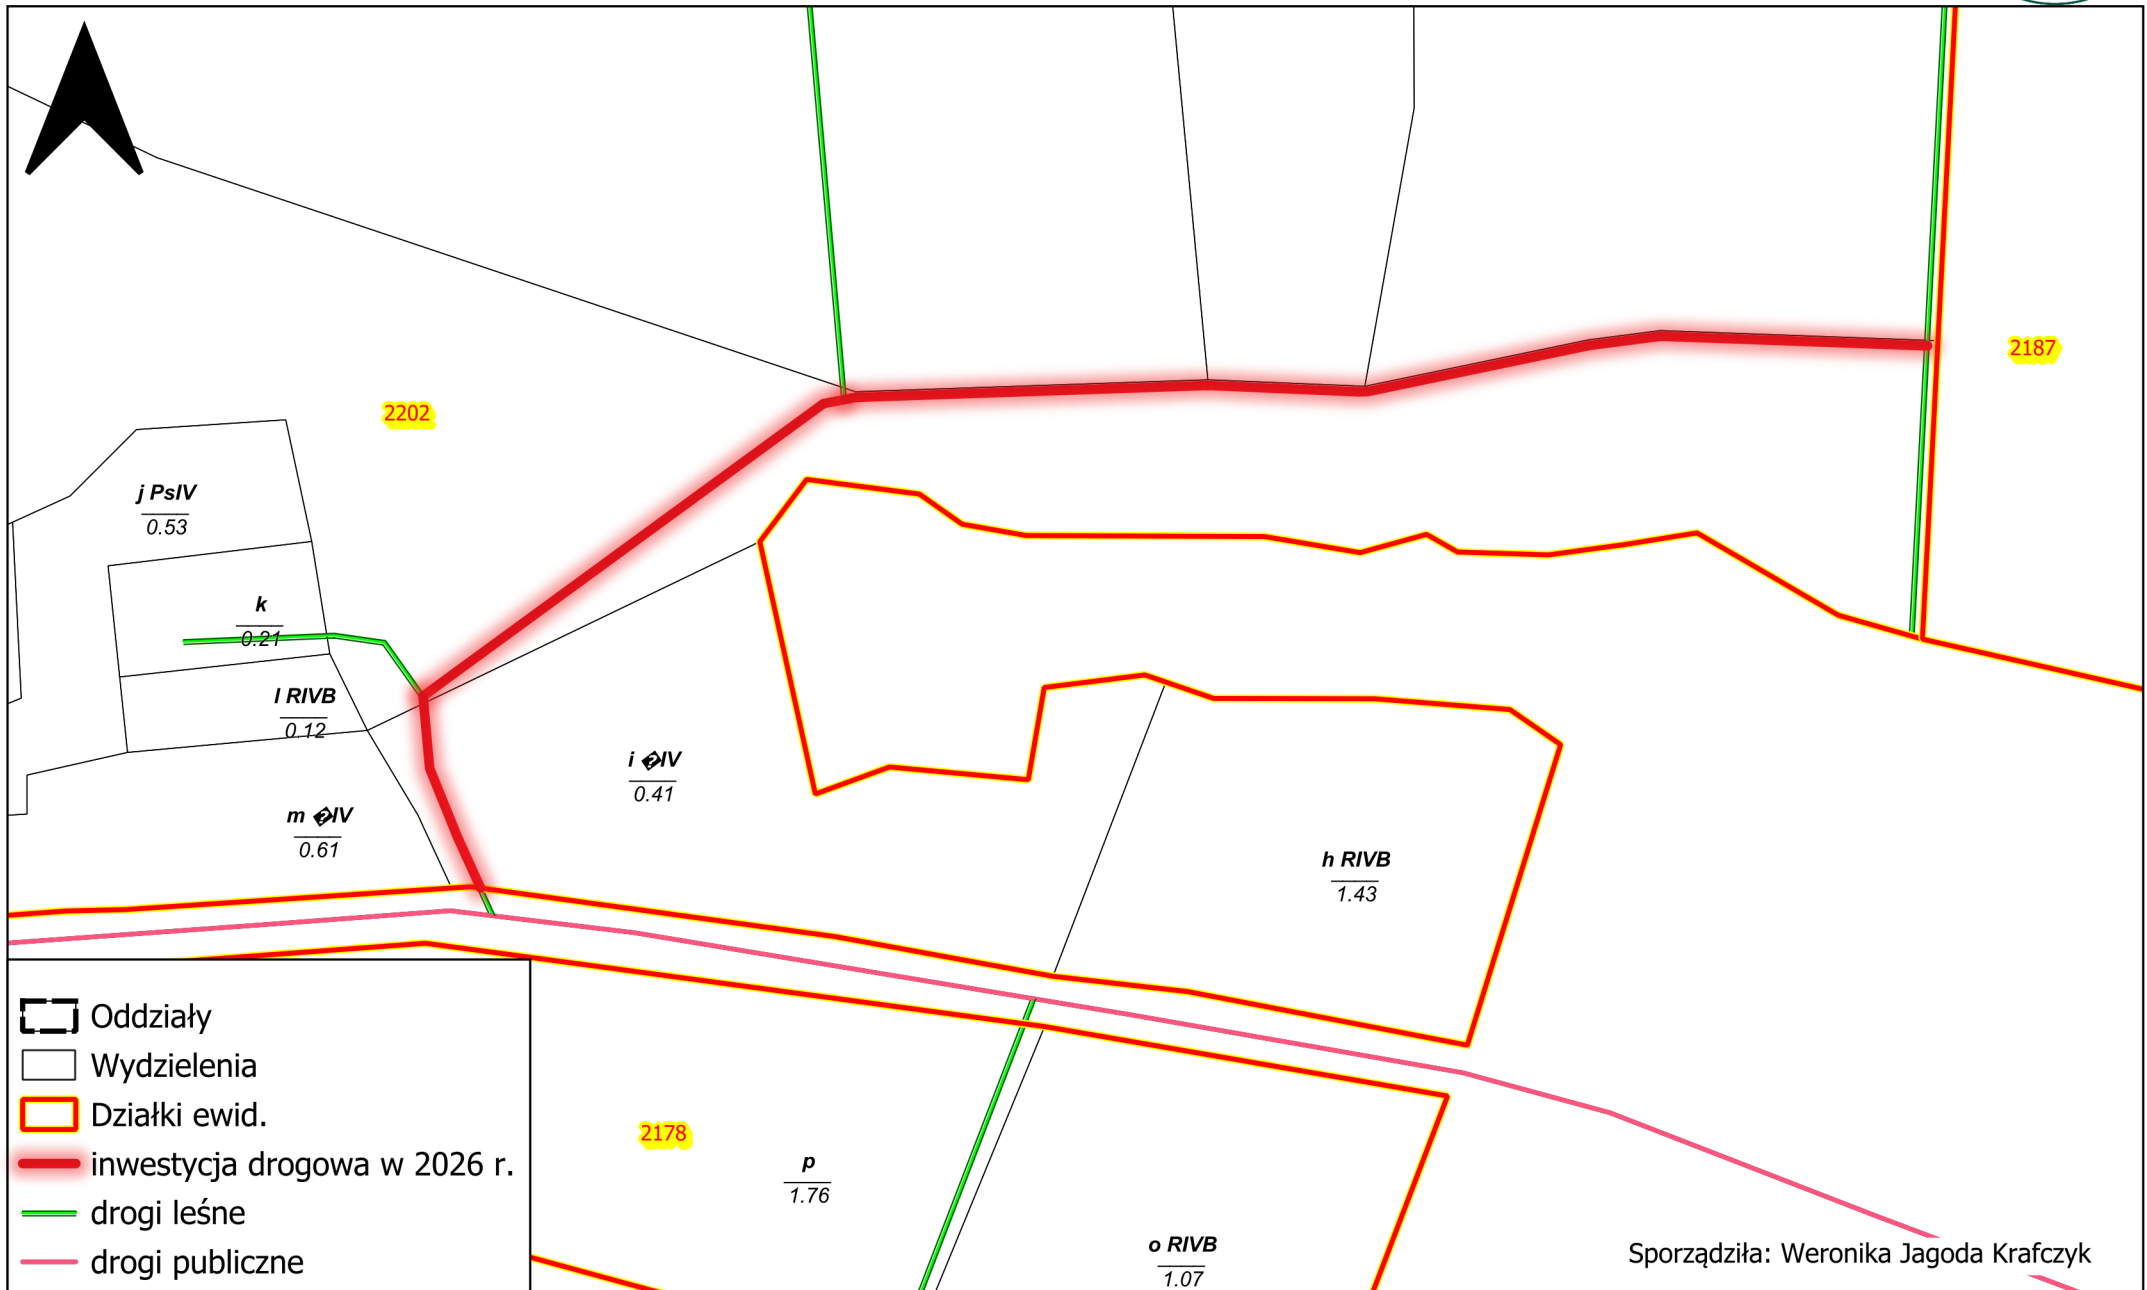 2187
2202
j PsIV
0.53
k
0.21
l RIVB
0.12
i �IV
0.41
m �IV
0.61
h RIVB
1.43
Oddziały
Wydzielenia
Działki ewid.
inwestycja drogowa w 2026 r.
drogi leśne
drogi publiczne
2178
p
1.76
o RIVB
1.07
Sporządziła: Weronika Jagoda Krafczyk